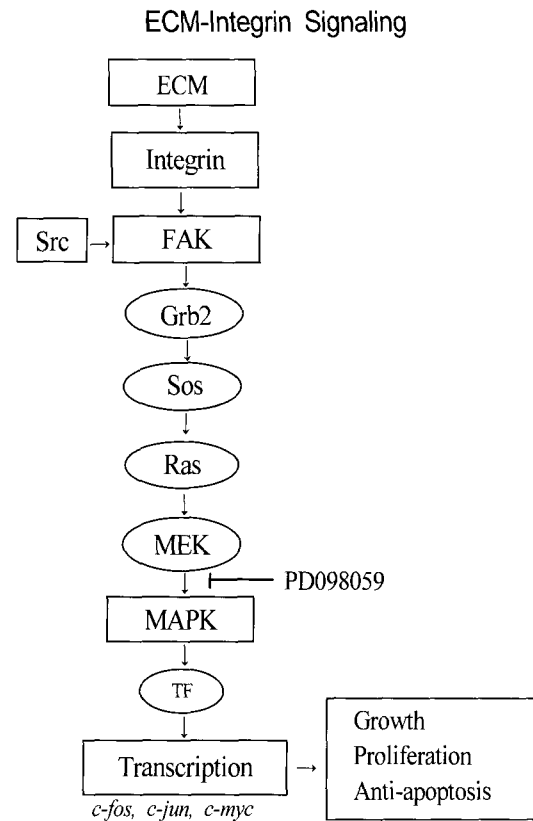 ECM-Integrin Signaling
ECM
Integrin
Src
FAK
Grb2
Sos
Ras
MEK
PD098059
MAPK
TF
Transcription
c-fos, c-jun, c-myc
Growth
Proliferation
Anti-apoptosis